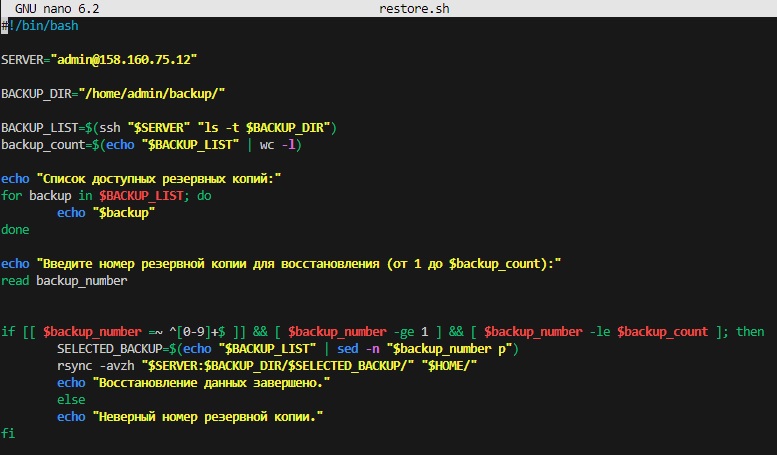 GNU nano 6.2 restore.sh
#!/bin/bash
SERVER="admin@158.160.75.12"
BACKUP_DIR="/home/admin/backup/"
BACKUP_LIST=$(ssh "$SERVER" "ls -t $BACKUP_DIR")
backup_count=$(echo "$BACKUP_LIST" | wc -l)
echo "Список доступных резервных копий:"
for backup in $BACKUP_LIST; do
        echo "$backup"
done
echo "Введите номер резервной копии для восстановления (от 1 до $backup_count):"
read backup_number
if [[ $backup_number =~ ^[0-9]+$ ]] && [ $backup_number -ge 1 ] && [ $backup_number -le $backup_count ]; then
        SELECTED_BACKUP=$(echo "$BACKUP_LIST" | sed -n "$backup_number p")
        rsync -avzh "$SERVER:$BACKUP_DIR/$SELECTED_BACKUP/" "$HOME/"
        echo "Восстановление данных завершено."
        else
        echo "Неверный номер резервной копии."
fi